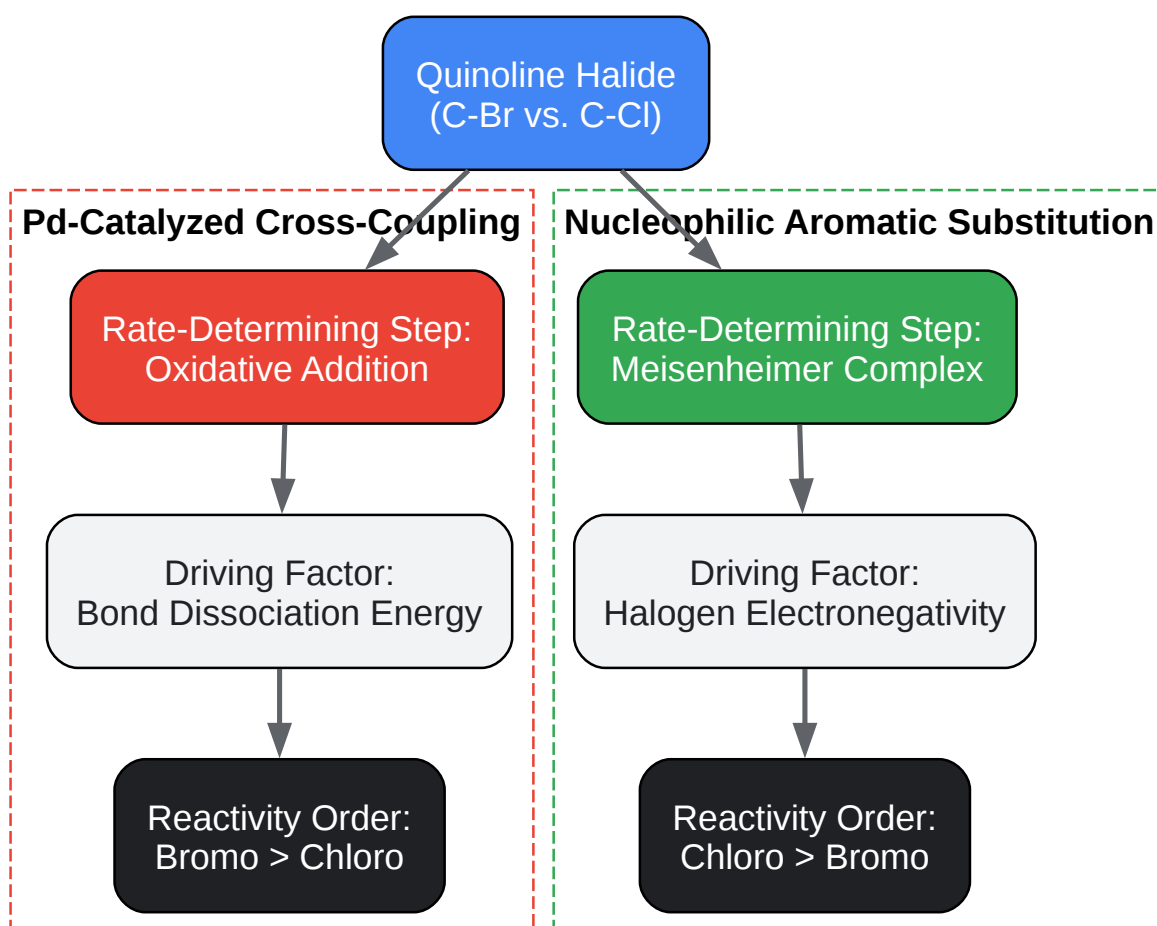 Quinoline Halide
(C-Br vs. C-Cl)
Pd-Catalyzed Cross-Coupling
Rate-Determining Step:
Oxidative Addition
Driving Factor:
Bond Dissociation Energy
Reactivity Order:
Bromo > Chloro
Nucleophilic Aromatic Substitution
Rate-Determining Step:
Meisenheimer Complex
Driving Factor:
Halogen Electronegativity
Reactivity Order:
Chloro > Bromo